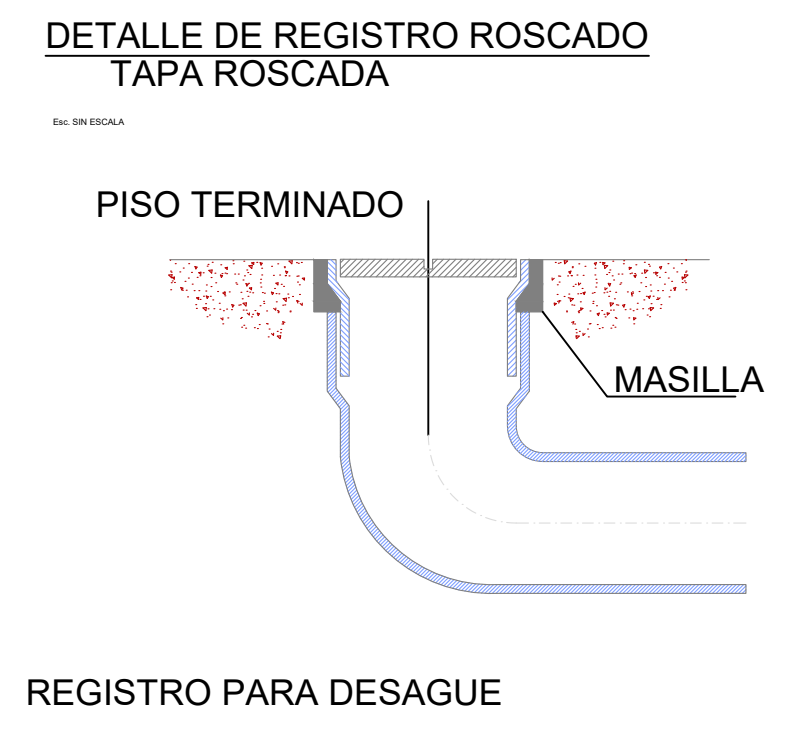 DETALLE DE REGISTRO ROSCADO
TAPA ROSCADA
Esc. SIN ESCALA
PISO TERMINADO
MASILLA
REGISTRO PARA DESAGUE